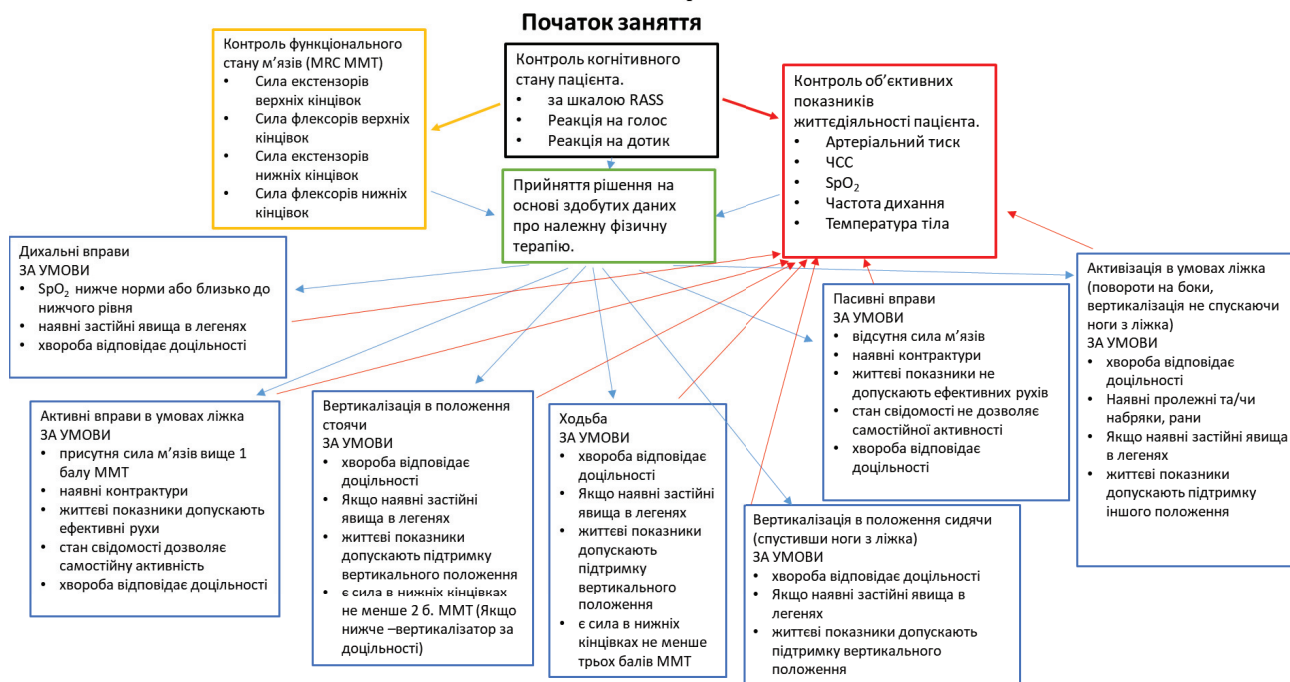 Початок заняття
Контроль функціонального
стану м’язів (MRC ММТ)
• Сила екстензорів
верхніх кінцівок
• Сила флексорів верхніх
кінцівок
• Сила екстензорів
нижніх кінцівок
• Сила флексорів нижніх
кінцівок
Контроль когнітивного
стану пацієнта.
• за шкалою RASS
• Реакція на голос
• Реакція на дотик
Контроль об’єктивних
показників
життєдіяльності пацієнта.
• Артеріальний тиск
• ЧСС
• SpO₂
• Частота дихання
• Температура тіла
Прийняття рішення на
основі здобутих даних
про належну фізичну
терапію.
Дихальні вправи
ЗА УМОВИ
• SpO₂ нижче норми або близько до
нижчого рівня
• наявні застійні явища в легенях
• хвороба відповідає доцільності
Активні вправи в умовах ліжка
ЗА УМОВИ
• присутня сила м’язів вище 1
балу ММТ
• наявні контрактури
• життєві показники допускають
ефективні рухи
• стан свідомості дозволяє
самостійну активність
• хвороба відповідає доцільності
Вертикалізація в положення
стоячи
ЗА УМОВИ
• хвороба відповідає
доцільності
• Якщо наявні застійні
явища в легенях
• життєві показники
допускають підтримку
вертикального положення
• є сила в нижніх кінцівках
не менше 2 б. ММТ (Якщо
нижче –вертикалізатор за
доцільності)
Ходьба
ЗА УМОВИ
• хвороба відповідає
доцільності
• Якщо наявні застійні
явища в легенях
• життєві показники
допускають
підтримку
вертикального
положення
• є сила в нижніх
кінцівках не менше
трьох балів ММТ
Пасивні вправи
ЗА УМОВИ
• відсутня сила м’язів
• наявні контрактури
• життєві показники не
допускають ефективних рухів
• стан свідомості не дозволяє
самостійної активності
• хвороба відповідає
доцільності
Вертикалізація в положення сидячи
(спустивши ноги з ліжка)
ЗА УМОВИ
• хвороба відповідає доцільності
• Якщо наявні застійні явища в
легенях
• життєві показники допускають
підтримку вертикального
положення
Активізація в умовах ліжка
(повороти на боки,
вертикалізація не спускаючи
ноги з ліжка)
ЗА УМОВИ
• хвороба відповідає
доцільності
• Наявні пролежні та/чи
набряки, рани
• Якщо наявні застійні явища
в легенях
• життєві показники
допускають підтримку
іншого положення